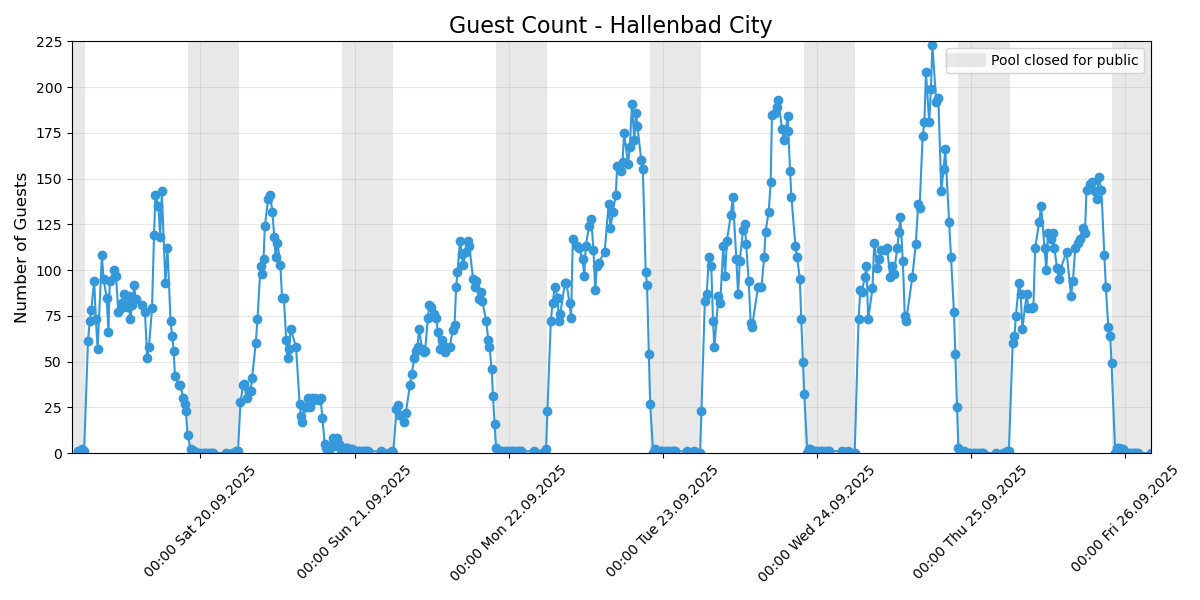 Guest Count - Hallenbad City
Pool closed for public
Number of Guests
225
200
175
150
125
100
75
50
25
0
00:00 Sat 20.09.2025
00:00 Sun 21.09.2025
00:00 Mon 22.09.2025
00:00 Tue 23.09.2025
00:00 Wed 24.09.2025
00:00 Thu 25.09.2025
00:00 Fri 26.09.2025